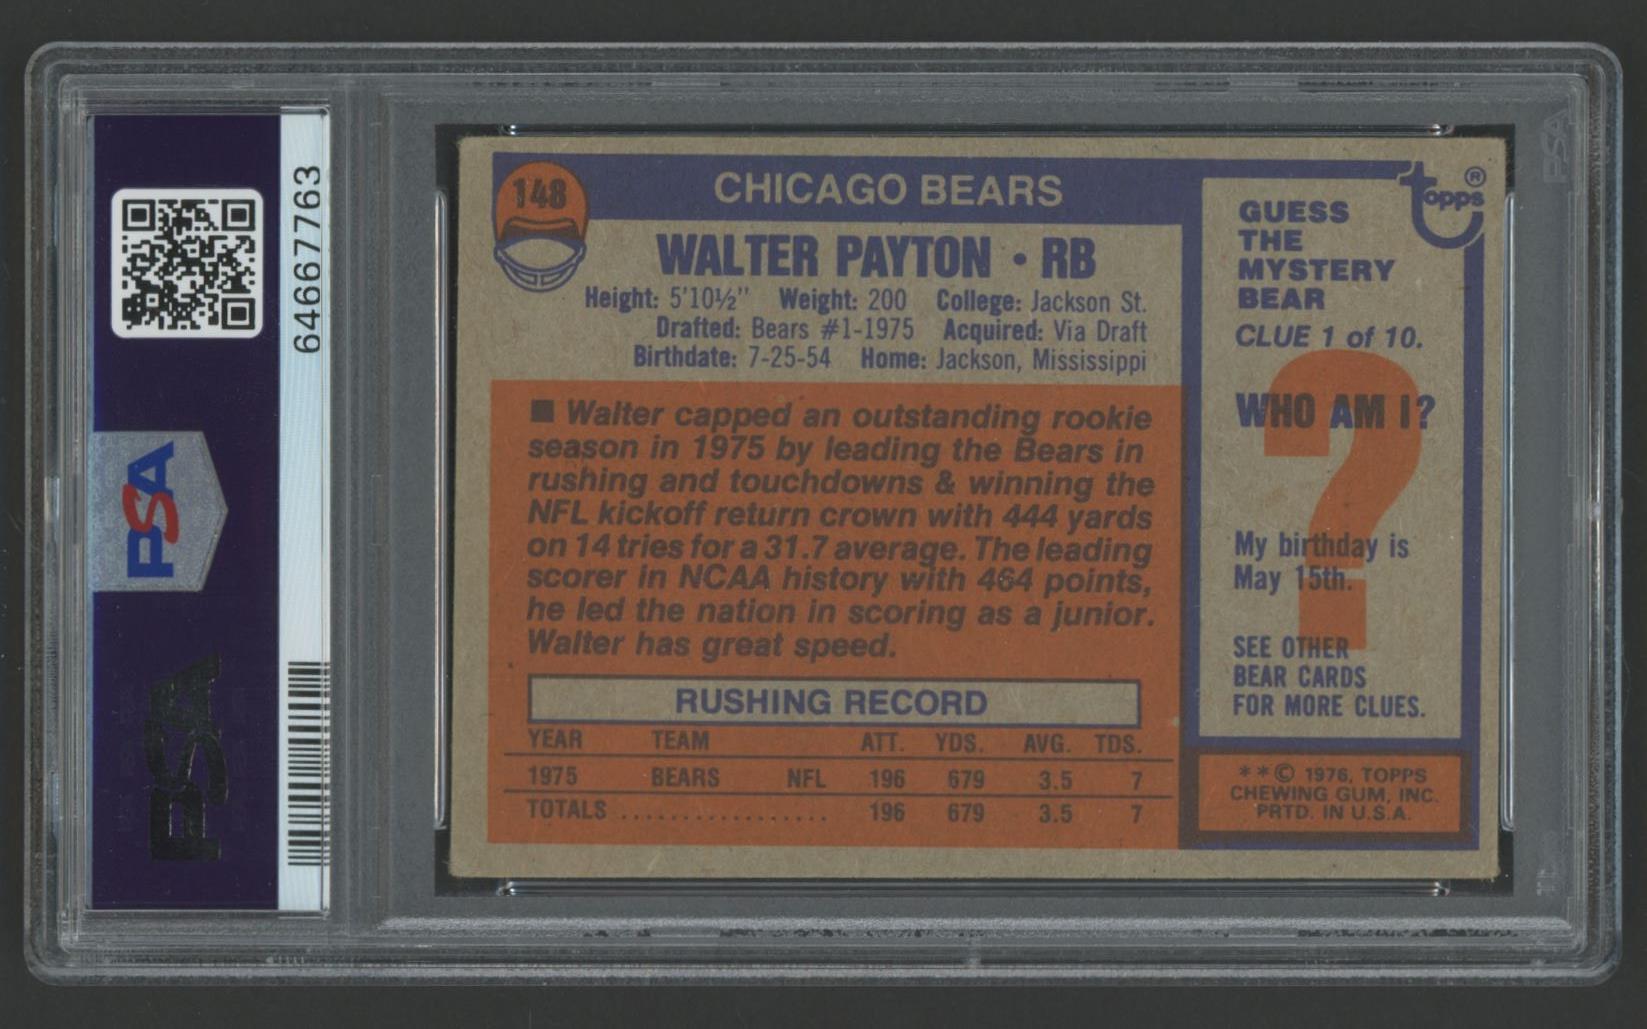 64667763
PSA
PSA
148
CHICAGO BEARS
WALTER PAYTON • RB
Height: 5'10½" Weight: 200 College: Jackson St.
Drafted: Bears #1-1975 Acquired: Via Draft
Birthdate: 7-25-54 Home: Jackson, Mississippi
■ Walter capped an outstanding rookie
season in 1975 by leading the Bears in
rushing and touchdowns & winning the
NFL kickoff return crown with 444 yards
on 14 tries for a 31.7 average. The leading
scorer in NCAA history with 464 points,
he led the nation in scoring as a junior.
Walter has great speed.
RUSHING RECORD
YEAR TEAM ATT. YDS. AVG. TDS.
1975 BEARS NFL 196 679 3.5 7
TOTALS .................. 196 679 3.5 7
topps®
GUESS
THE
MYSTERY
BEAR
CLUE 1 of 10.
WHO AM I?
?
My birthday is
May 15th.
SEE OTHER
BEAR CARDS
FOR MORE CLUES.
**© 1976, TOPPS
CHEWING GUM, INC.
PRTD. IN U.S.A.
PSA